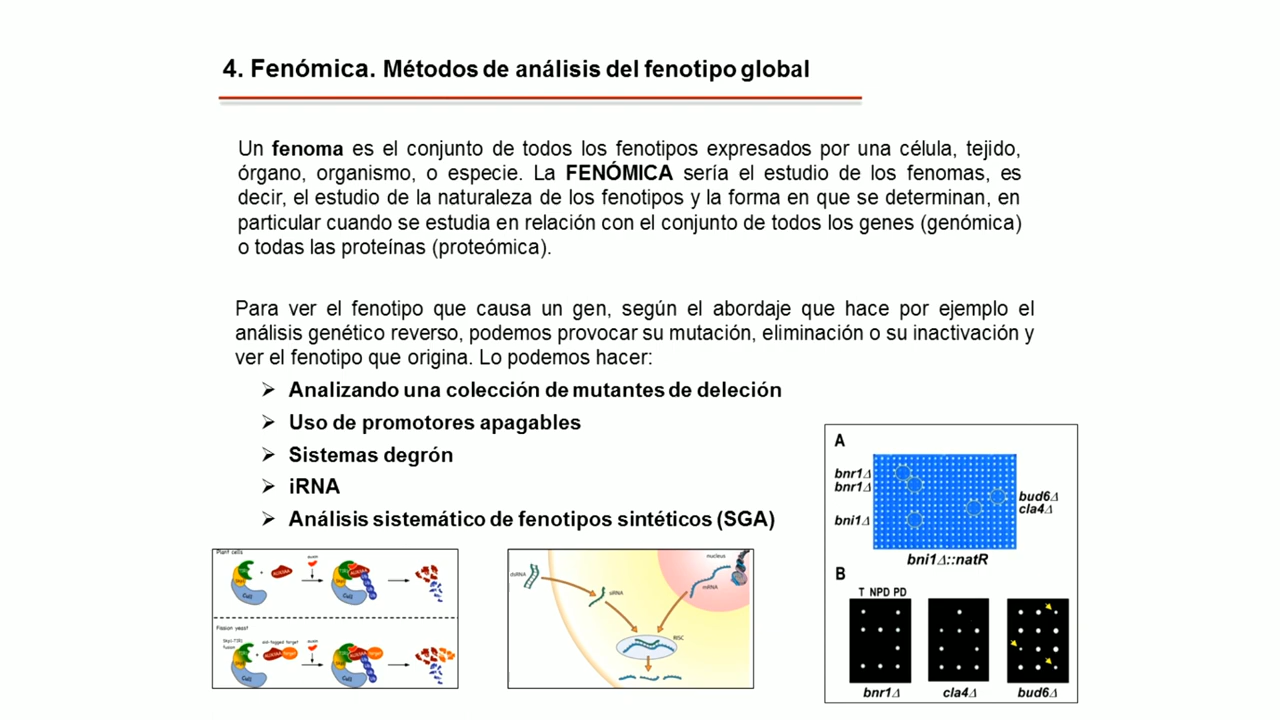 4. Fenómica. Métodos de análisis del fenotipo global
Un fenoma es el conjunto de todos los fenotipos expresados por una célula, tejido,
órgano, organismo, o especie. La FENÓMICA sería el estudio de los fenomas, es
decir, el estudio de la naturaleza de los fenotipos y la forma en que se determinan, en
particular cuando se estudia en relación con el conjunto de todos los genes (genómica)
o todas las proteínas (proteómica).
Para ver el fenotipo que causa un gen, según el abordaje que hace por ejemplo el
análisis genético reverso, podemos provocar su mutación, eliminación o su inactivación y
ver el fenotipo que origina. Lo podemos hacer:
➢ Analizando una colección de mutantes de deleción
➢ Uso de promotores apagables
➢ Sistemas degrón
➢ iRNA
➢ Análisis sistemático de fenotipos sintéticos (SGA)
Plant cells
Fission yeast
dsRNA
siRNA
nucleus
mRNA
RISC
A
bnr1Δ
bnr1Δ
bni1Δ
bud6Δ
cla4Δ
bni1Δ::natR
B
T NPD PD
bnr1Δ
cla4Δ
bud6Δ